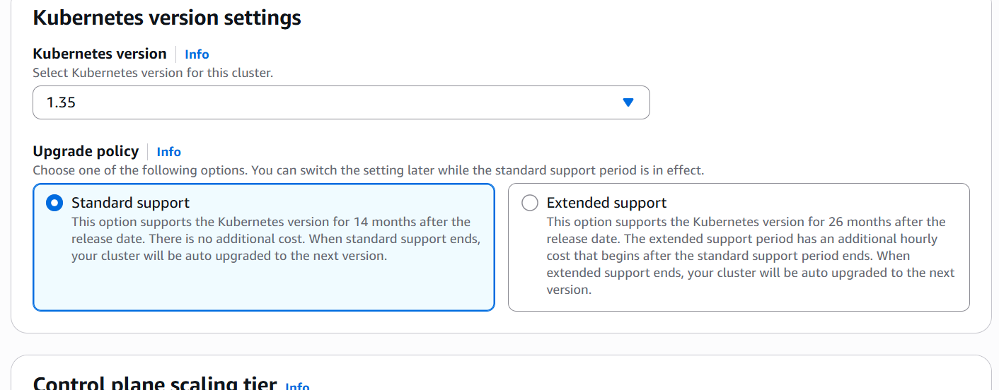 Kubernetes version settings
Kubernetes version Info
Select Kubernetes version for this cluster.
1.35
Upgrade policy Info
Choose one of the following options. You can switch the setting later while the standard support period is in effect.
Standard support
This option supports the Kubernetes version for 14 months after the
release date. There is no additional cost. When standard support ends,
your cluster will be auto upgraded to the next version.
Extended support
This option supports the Kubernetes version for 26 months after the
release date. The extended support period has an additional hourly
cost that begins after the standard support period ends. When
extended support ends, your cluster will be auto upgraded to the next
version.
Control plane scaling tier Info